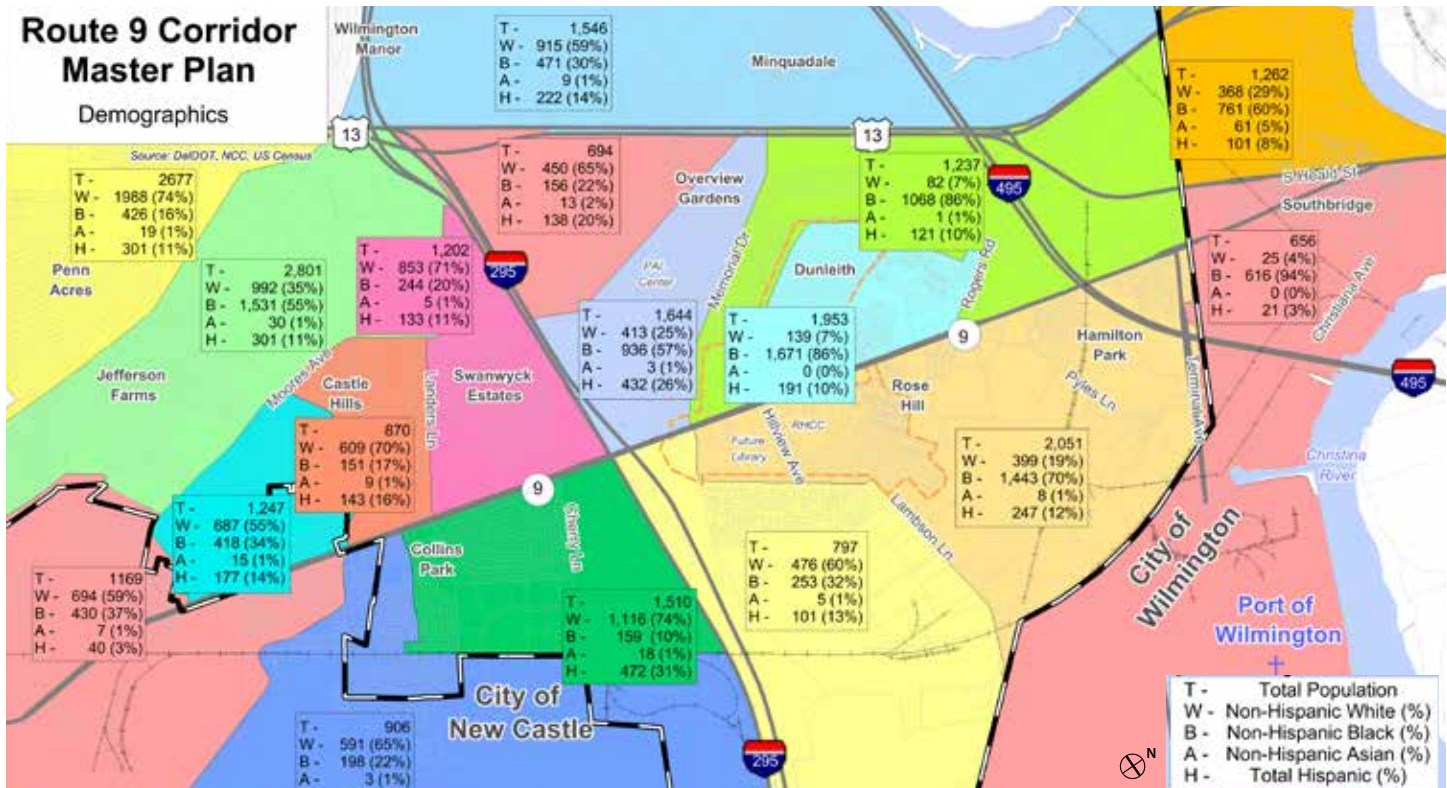 Route 9 Corridor
Master Plan
Demographics
Source: DelDOT, NCC, US Census
Wilmington
Manor
T - 1,546
W - 915 (59%)
B - 471 (30%)
A - 9 (1%)
H - 222 (14%)
Minquadale
T - 1,262
W - 368 (29%)
B - 761 (60%)
A - 61 (5%)
H - 101 (8%)
13
13
T - 694
W - 450 (65%)
B - 156 (22%)
A - 13 (2%)
H - 138 (20%)
Overview
Gardens
T - 1,237
W - 82 (7%)
B - 1068 (86%)
A - 1 (1%)
H - 121 (10%)
495
S Heald St
Southbridge
T - 2677
W - 1988 (74%)
B - 426 (16%)
A - 19 (1%)
H - 301 (11%)
Penn
Acres
T - 2,801
W - 992 (35%)
B - 1,531 (55%)
A - 30 (1%)
H - 301 (11%)
T - 1,202
W - 853 (71%)
B - 244 (20%)
A - 5 (1%)
H - 133 (11%)
295
PAL
Center
Memorial Dr
Dunleith
Rogers Rd
T - 656
W - 25 (4%)
B - 616 (94%)
A - 0 (0%)
H - 21 (3%)
Christiana Ave
T - 1,644
W - 413 (25%)
B - 936 (57%)
A - 3 (1%)
H - 432 (26%)
T - 1,953
W - 139 (7%)
B - 1,671 (86%)
A - 0 (0%)
H - 191 (10%)
9
Hamilton
Park
Terminal Ave
495
Jefferson
Farms
Moores Ave
Castle
Hills
Landers Ln
Swanwyck
Estates
Rose
Hill
Pyles Ln
T - 870
W - 609 (70%)
B - 151 (17%)
A - 9 (1%)
H - 143 (16%)
Hillview Ave
RHCC
Future
Library
T - 2,051
W - 399 (19%)
B - 1,443 (70%)
A - 8 (1%)
H - 247 (12%)
Christina
River
9
T - 1,247
W - 687 (55%)
B - 418 (34%)
A - 15 (1%)
H - 177 (14%)
Collins
Park
Cherry Ln
Lambson Ln
T - 797
W - 476 (60%)
B - 253 (32%)
A - 5 (1%)
H - 101 (13%)
City of
Wilmington
T - 1169
W - 694 (59%)
B - 430 (37%)
A - 7 (1%)
H - 40 (3%)
T - 1,510
W - 1,116 (74%)
B - 159 (10%)
A - 18 (1%)
H - 472 (31%)
Port of
Wilmington
City of
New Castle
T - 906
W - 591 (65%)
B - 198 (22%)
A - 3 (1%)
295
N
T - Total Population
W - Non-Hispanic White (%)
B - Non-Hispanic Black (%)
A - Non-Hispanic Asian (%)
H - Total Hispanic (%)